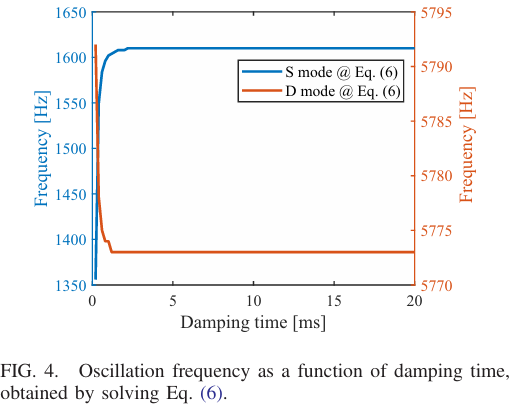 1650
1600
1550
1500
1450
1400
1350
Frequency [Hz]
5795
5790
5785
5780
5775
5770
Frequency [Hz]
S mode @ Eq. (6)
D mode @ Eq. (6)
0
5
10
15
20
Damping time [ms]
FIG. 4. Oscillation frequency as a function of damping time,
obtained by solving Eq. (6).